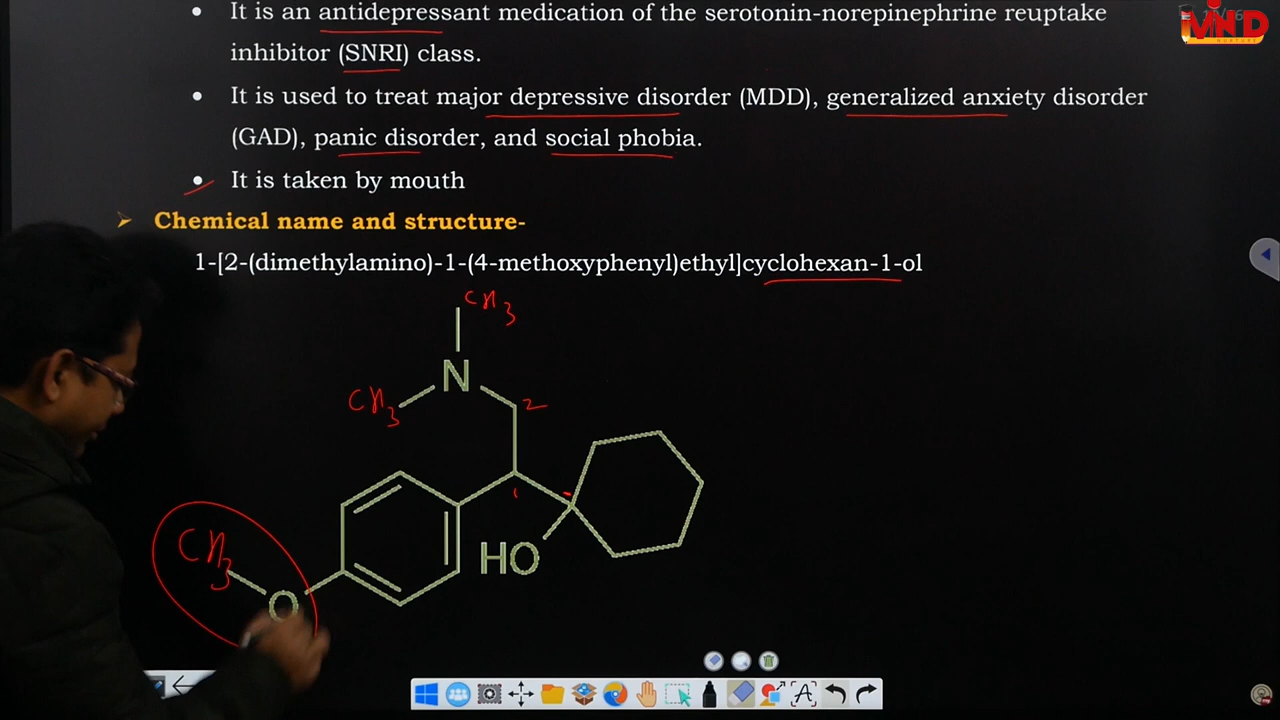 It is an antidepressant medication of the serotonin-norepinephrine reuptake
inhibitor (SNRI) class.
It is used to treat major depressive disorder (MDD), generalized anxiety disorder
(GAD), panic disorder, and social phobia.
It is taken by mouth
Chemical name and structure-
1-[2-(dimethylamino)-1-(4-methoxyphenyl)ethyl]cyclohexan-1-ol
CH3
N
CH3
2
1
HO
CH3
O
A